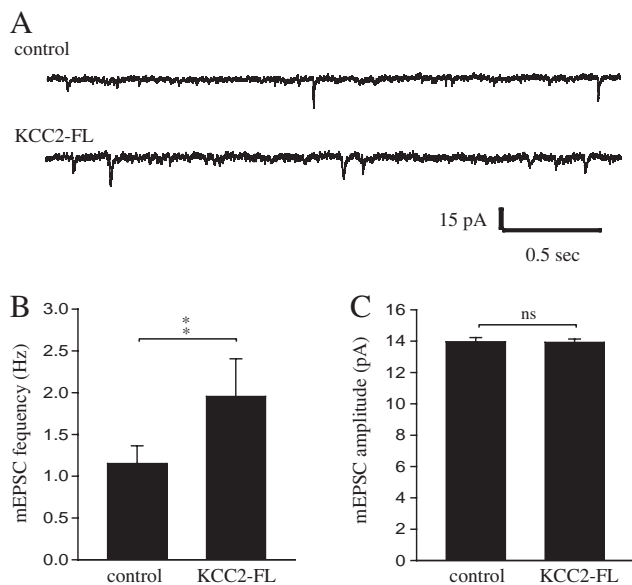 A
control
KCC2-FL
15 pA
0.5 sec
B
mEPSC fequency (Hz)
3.0
2.5
2.0
1.5
1.0
0.5
0.0
*
*
control
KCC2-FL
C
mEPSC amplitude (pA)
16
14
12
10
8
6
4
2
0
ns
control
KCC2-FL